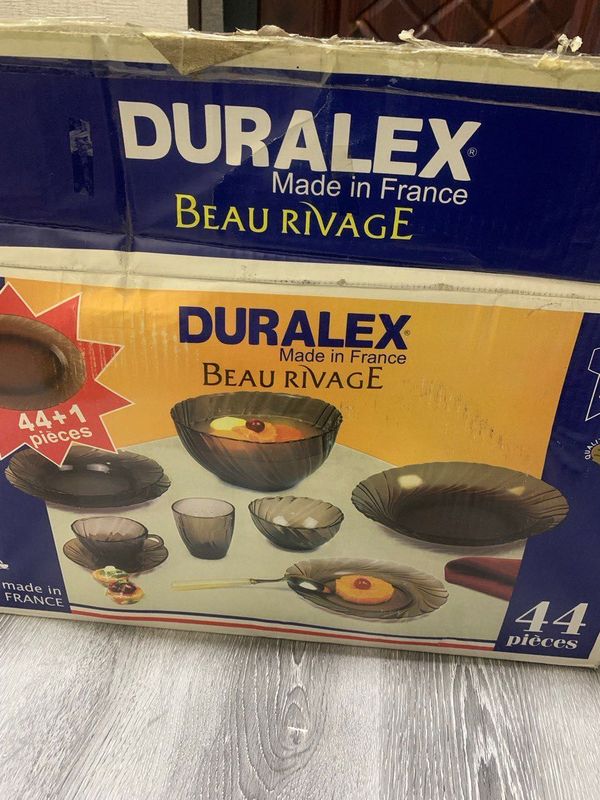 DURALEX®
Made in France
BEAU RIVAGE
DURALEX®
Made in France
BEAU RIVAGE
44+1
pièces
made in
FRANCE
44
pièces